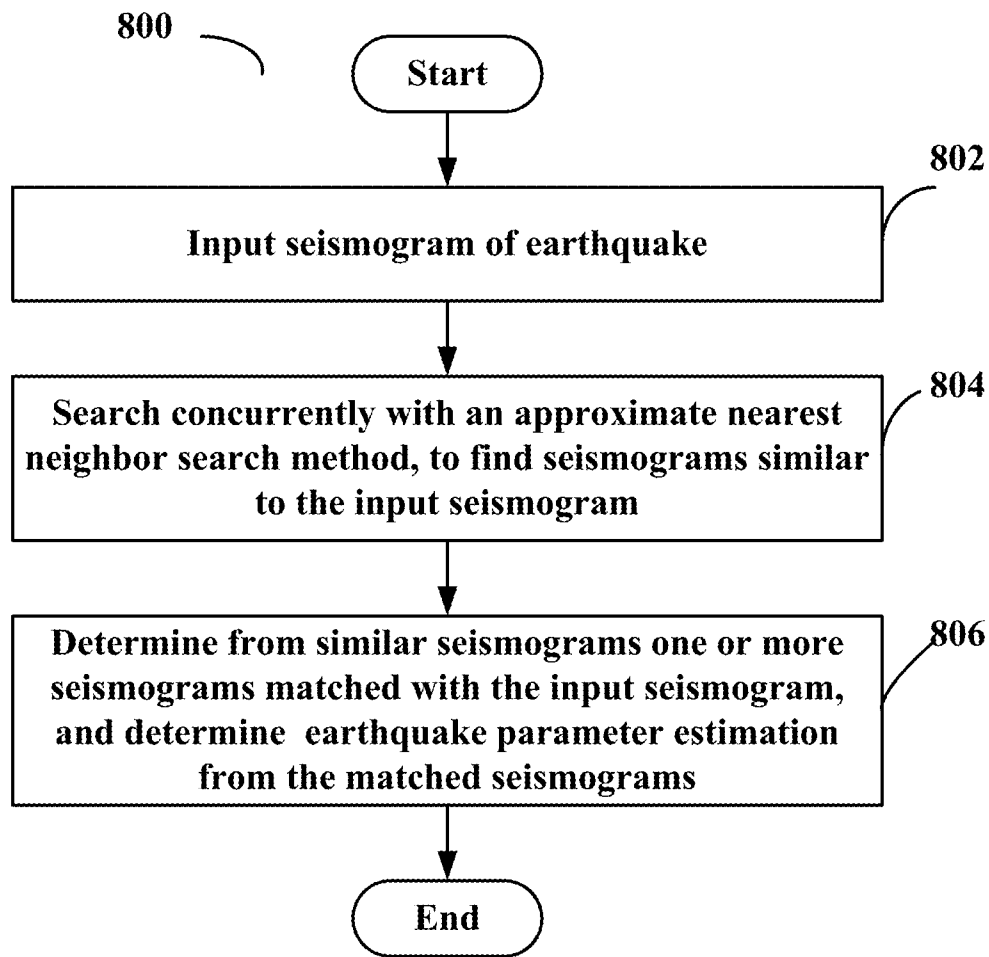 800
Start
802
Input seismogram of earthquake
804
Search concurrently with an approximate nearest
neighbor search method, to find seismograms similar
to the input seismogram
806
Determine from similar seismograms one or more
seismograms matched with the input seismogram,
and determine earthquake parameter estimation
from the matched seismograms
End